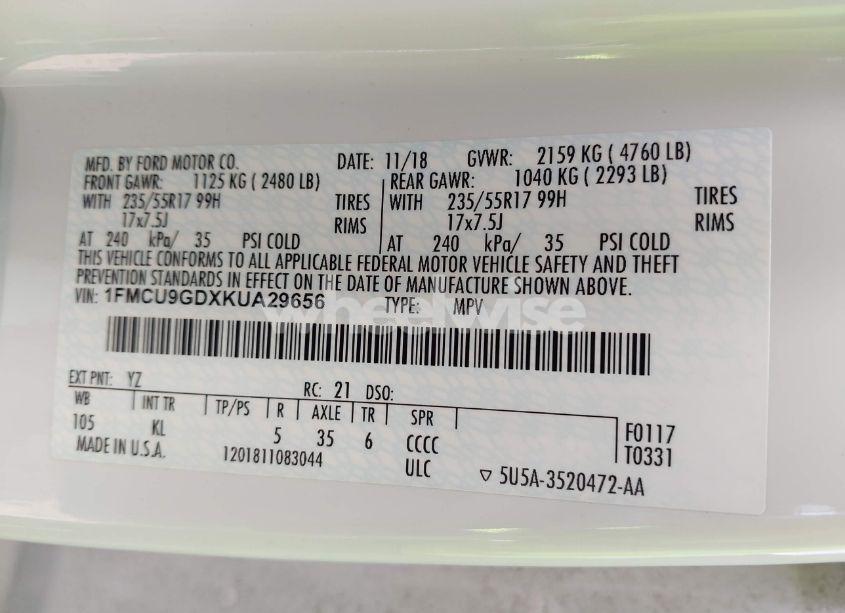 MFD. BY FORD MOTOR CO. DATE: 11/18 GVWR: 2159 KG ( 4760 LB)
FRONT GAWR: 1125 KG ( 2480 LB) REAR GAWR: 1040 KG ( 2293 LB)
WITH 235/55R17 99H TIRES WITH 235/55R17 99H TIRES
17x7.5J RIMS 17x7.5J RIMS
AT 240 kPa/ 35 PSI COLD AT 240 kPa/ 35 PSI COLD
THIS VEHICLE CONFORMS TO ALL APPLICABLE FEDERAL MOTOR VEHICLE SAFETY AND THEFT
PREVENTION STANDARDS IN EFFECT ON THE DATE OF MANUFACTURE SHOWN ABOVE.
VIN: 1FMCU9GDXKUA29656 TYPE: MPV
wheelwise
EXT PNT: YZ RC: 21 DSO:
WB INT TR TP/PS R AXLE TR SPR
105 KL 5 35 6 CCCC F0117
MADE IN U.S.A. 1201811083044 ULC T0331
5U5A-3520472-AA